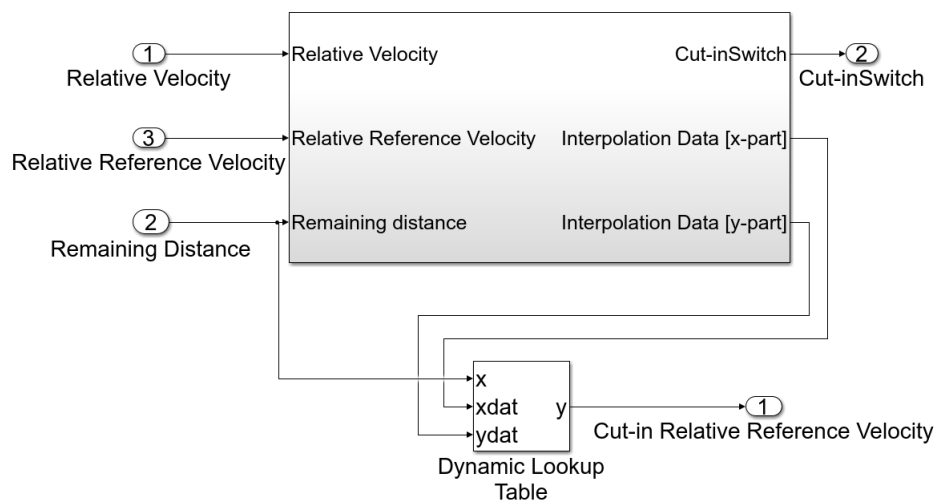 1
Relative Velocity
Relative Velocity
Cut-inSwitch
2
Cut-inSwitch
3
Relative Reference Velocity
Relative Reference Velocity
Interpolation Data [x-part]
2
Remaining Distance
Remaining distance
Interpolation Data [y-part]
x
xdat
ydat
y
Dynamic Lookup
Table
1
Cut-in Relative Reference Velocity